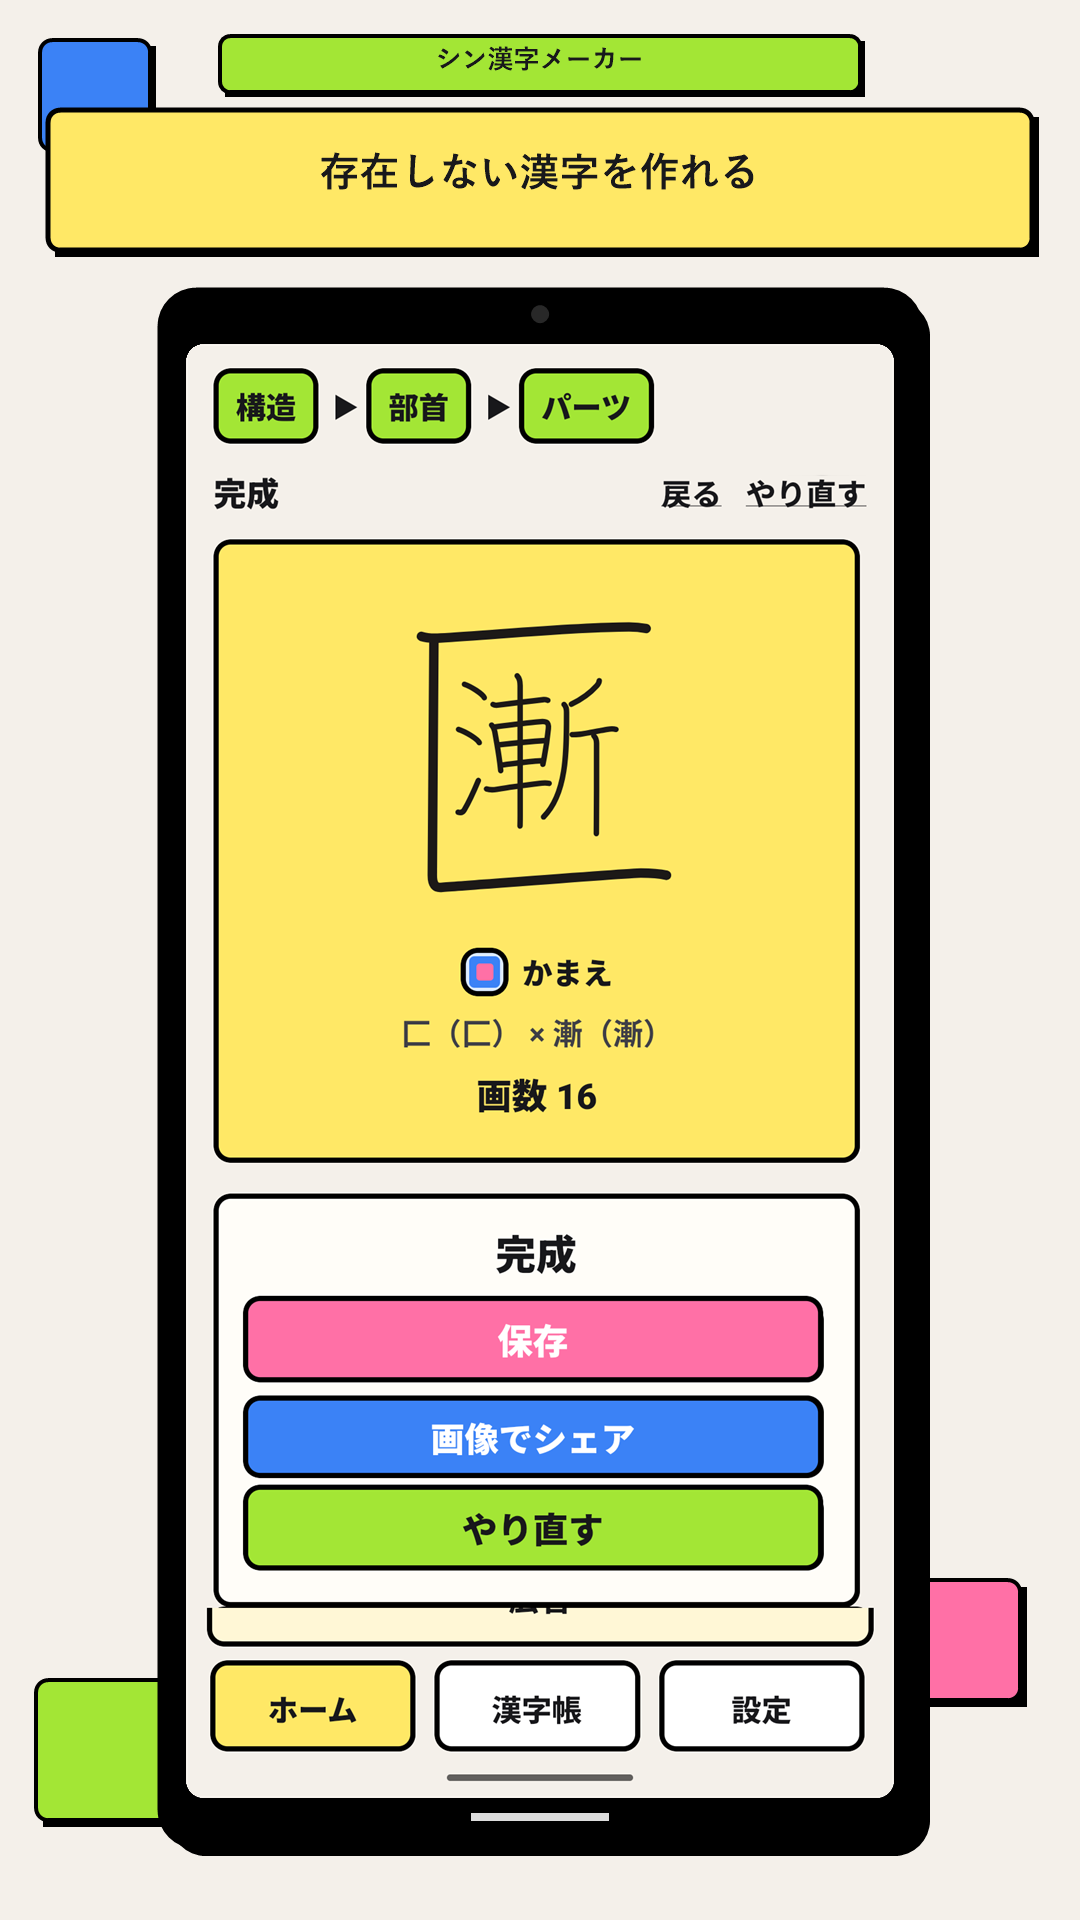 シン漢字メーカー
存在しない漢字を作れる
構造 ▶ 部首 ▶ パーツ
完成 戻る やり直す
かまえ
匚（匚） × 漸（漸）
画数 16
完成
保存
画像でシェア
やり直す
ホーム 漢字帳 設定